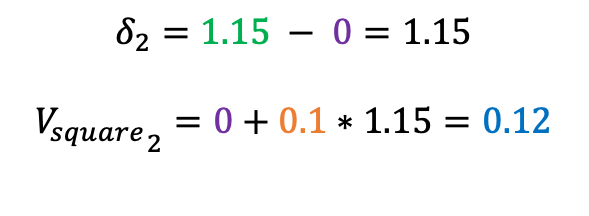 δ₂ = 1.15 − 0 = 1.15
V_square₂ = 0 + 0.1 * 1.15 = 0.12